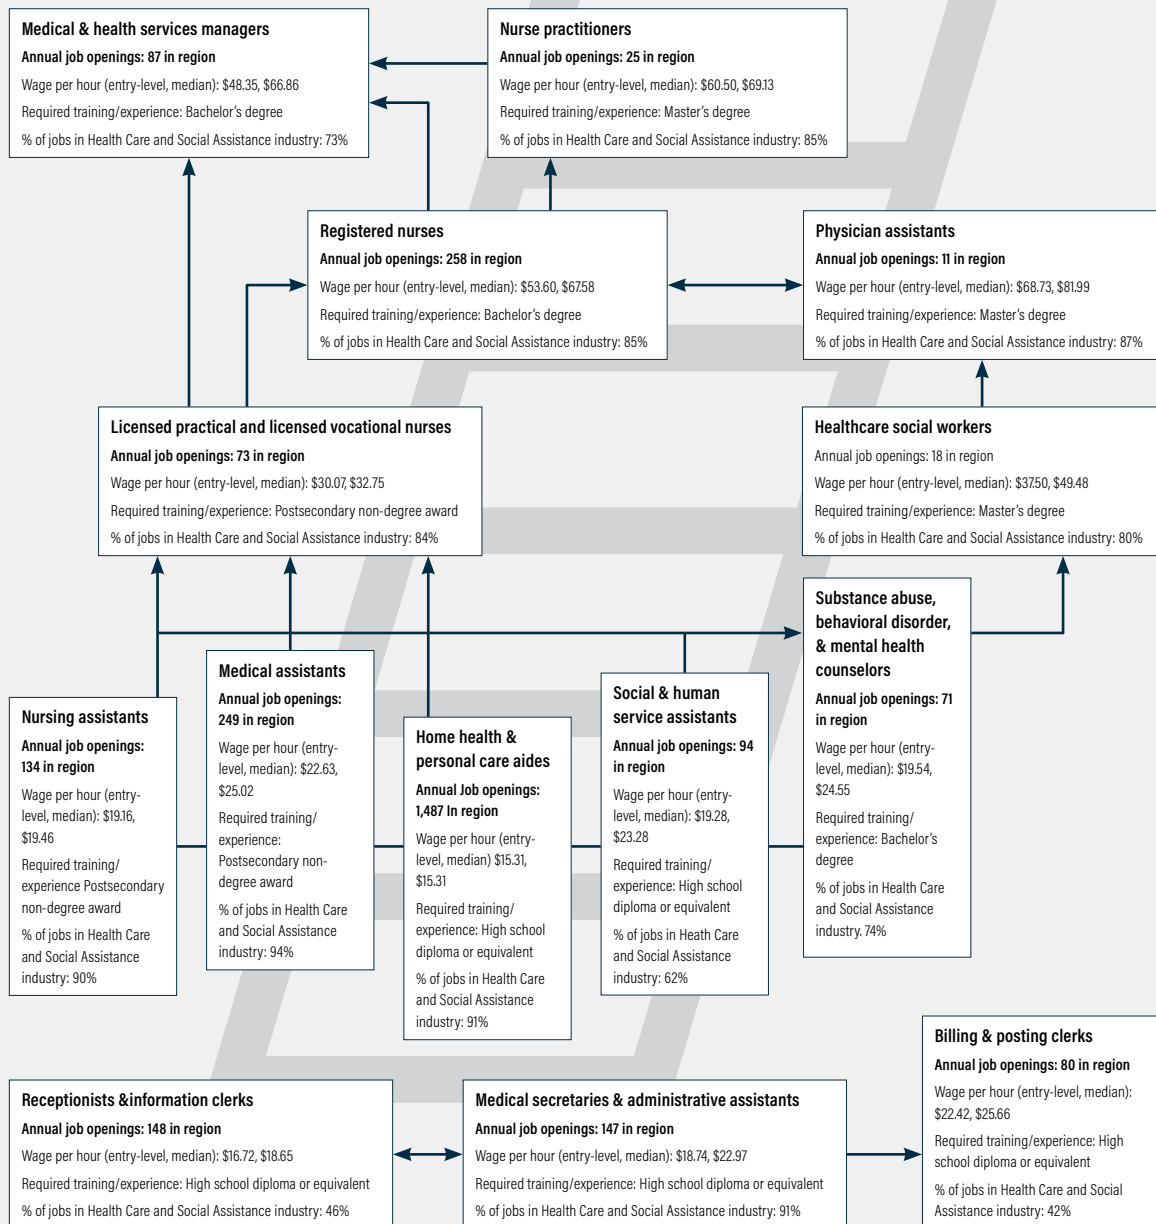 Medical & health services managers
Annual job openings: 87 in region
Wage per hour (entry-level, median): $48.35, $66.86
Required training/experience: Bachelor's degree
% of jobs in Health Care and Social Assistance industry: 73%
Nurse practitioners
Annual job openings: 25 in region
Wage per hour (entry-level, median): $60.50, $69.13
Required training/experience: Master's degree
% of jobs in Health Care and Social Assistance industry: 85%
Registered nurses
Annual job openings: 258 in region
Wage per hour (entry-level, median): $53.60, $67.58
Required training/experience: Bachelor's degree
% of jobs in Health Care and Social Assistance industry: 85%
Physician assistants
Annual job openings: 11 in region
Wage per hour (entry-level, median): $68.73, $81.99
Required training/experience: Master's degree
% of jobs in Health Care and Social Assistance industry: 87%
Licensed practical and licensed vocational nurses
Annual job openings: 73 in region
Wage per hour (entry-level, median): $30.07, $32.75
Required training/experience: Postsecondary non-degree award
% of jobs in Health Care and Social Assistance industry: 84%
Healthcare social workers
Annual job openings: 18 in region
Wage per hour (entry-level, median): $37.50, $49.48
Required training/experience: Master's degree
% of jobs in Health Care and Social Assistance industry: 80%
Nursing assistants
Annual job openings:
134 in region
Wage per hour (entry-
level, median): $19.16,
$19.46
Required training/
experience Postsecondary
non-degree award
% of jobs in Health Care
and Social Assistance
industry: 90%
Medical assistants
Annual job openings:
249 in region
Wage per hour (entry-
level, median): $22.63,
$25.02
Required training/
experience:
Postsecondary non-
degree award
% of jobs in Health Care
and Social Assistance
industry: 94%
Home health &
personal care aides
Annual Job openings:
1,487 In region
Wage per hour (entry-
level, median) $15.31,
$15.31
Required training/
experience: High school
diploma or equivalent
% of jobs in Health Care
and Social Assistance
industry: 91%
Social & human
service assistants
Annual job openings: 94
in region
Wage per hour (entry-
level, median): $19.28,
$23.28
Required training/
experience: High school
diploma or equivalent
% of jobs in Heath Care
and Social Assistance
industry: 62%
Substance abuse,
behavioral disorder,
& mental health
counselors
Annual job openings: 71
in region
Wage per hour (entry-
level, median): $19.54,
$24.55
Required training/
experience: Bachelor's
degree
% of jobs in Health Care
and Social Assistance
industry. 74%
Receptionists &information clerks
Annual job openings: 148 in region
Wage per hour (entry-level, median): $16.72, $18.65
Required training/experience: High school diploma or equivalent
% of jobs in Health Care and Social Assistance industry: 46%
Medical secretaries & administrative assistants
Annual job openings: 147 in region
Wage per hour (entry-level, median): $18.74, $22.97
Required training/experience: High school diploma or equivalent
% of jobs in Health Care and Social Assistance industry: 91%
Billing & posting clerks
Annual job openings: 80 in region
Wage per hour (entry-level, median):
$22.42, $25.66
Required training/experience: High
school diploma or equivalent
% of jobs in Health Care and Social
Assistance industry: 42%